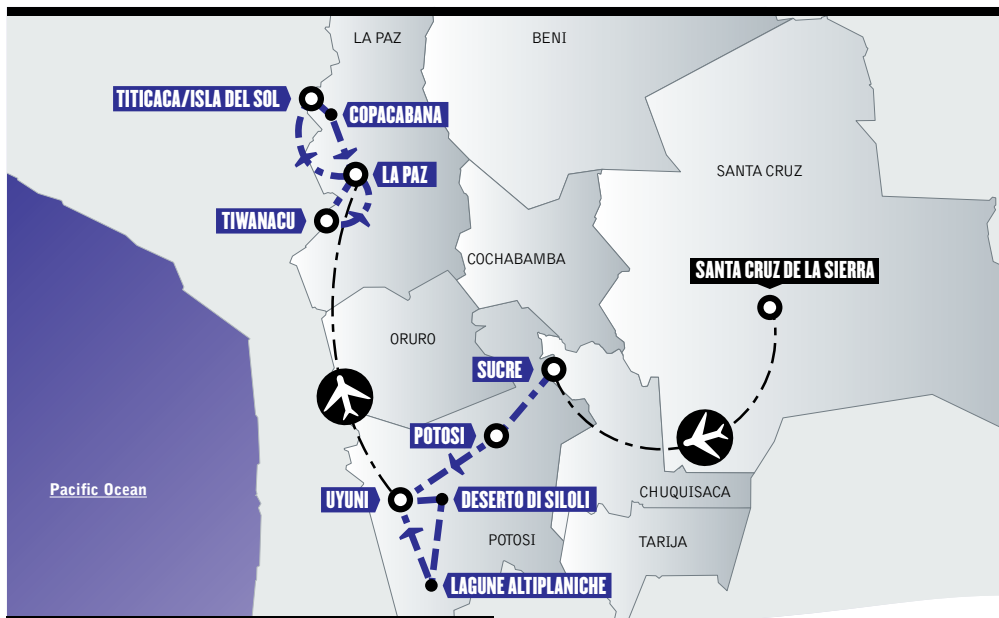 LA PAZ
BENI
TITICACA/ISLA DEL SOL
COPACABANA
SANTA CRUZ
LA PAZ
TIWANACU
COCHABAMBA
SANTA CRUZ DE LA SIERRA
ORURO
SUCRE
POTOSI
Pacific Ocean
UYUNI
DESERTO DI SILOLI
CHUQUISACA
POTOSI
TARIJA
LAGUNE ALTIPLANICHE